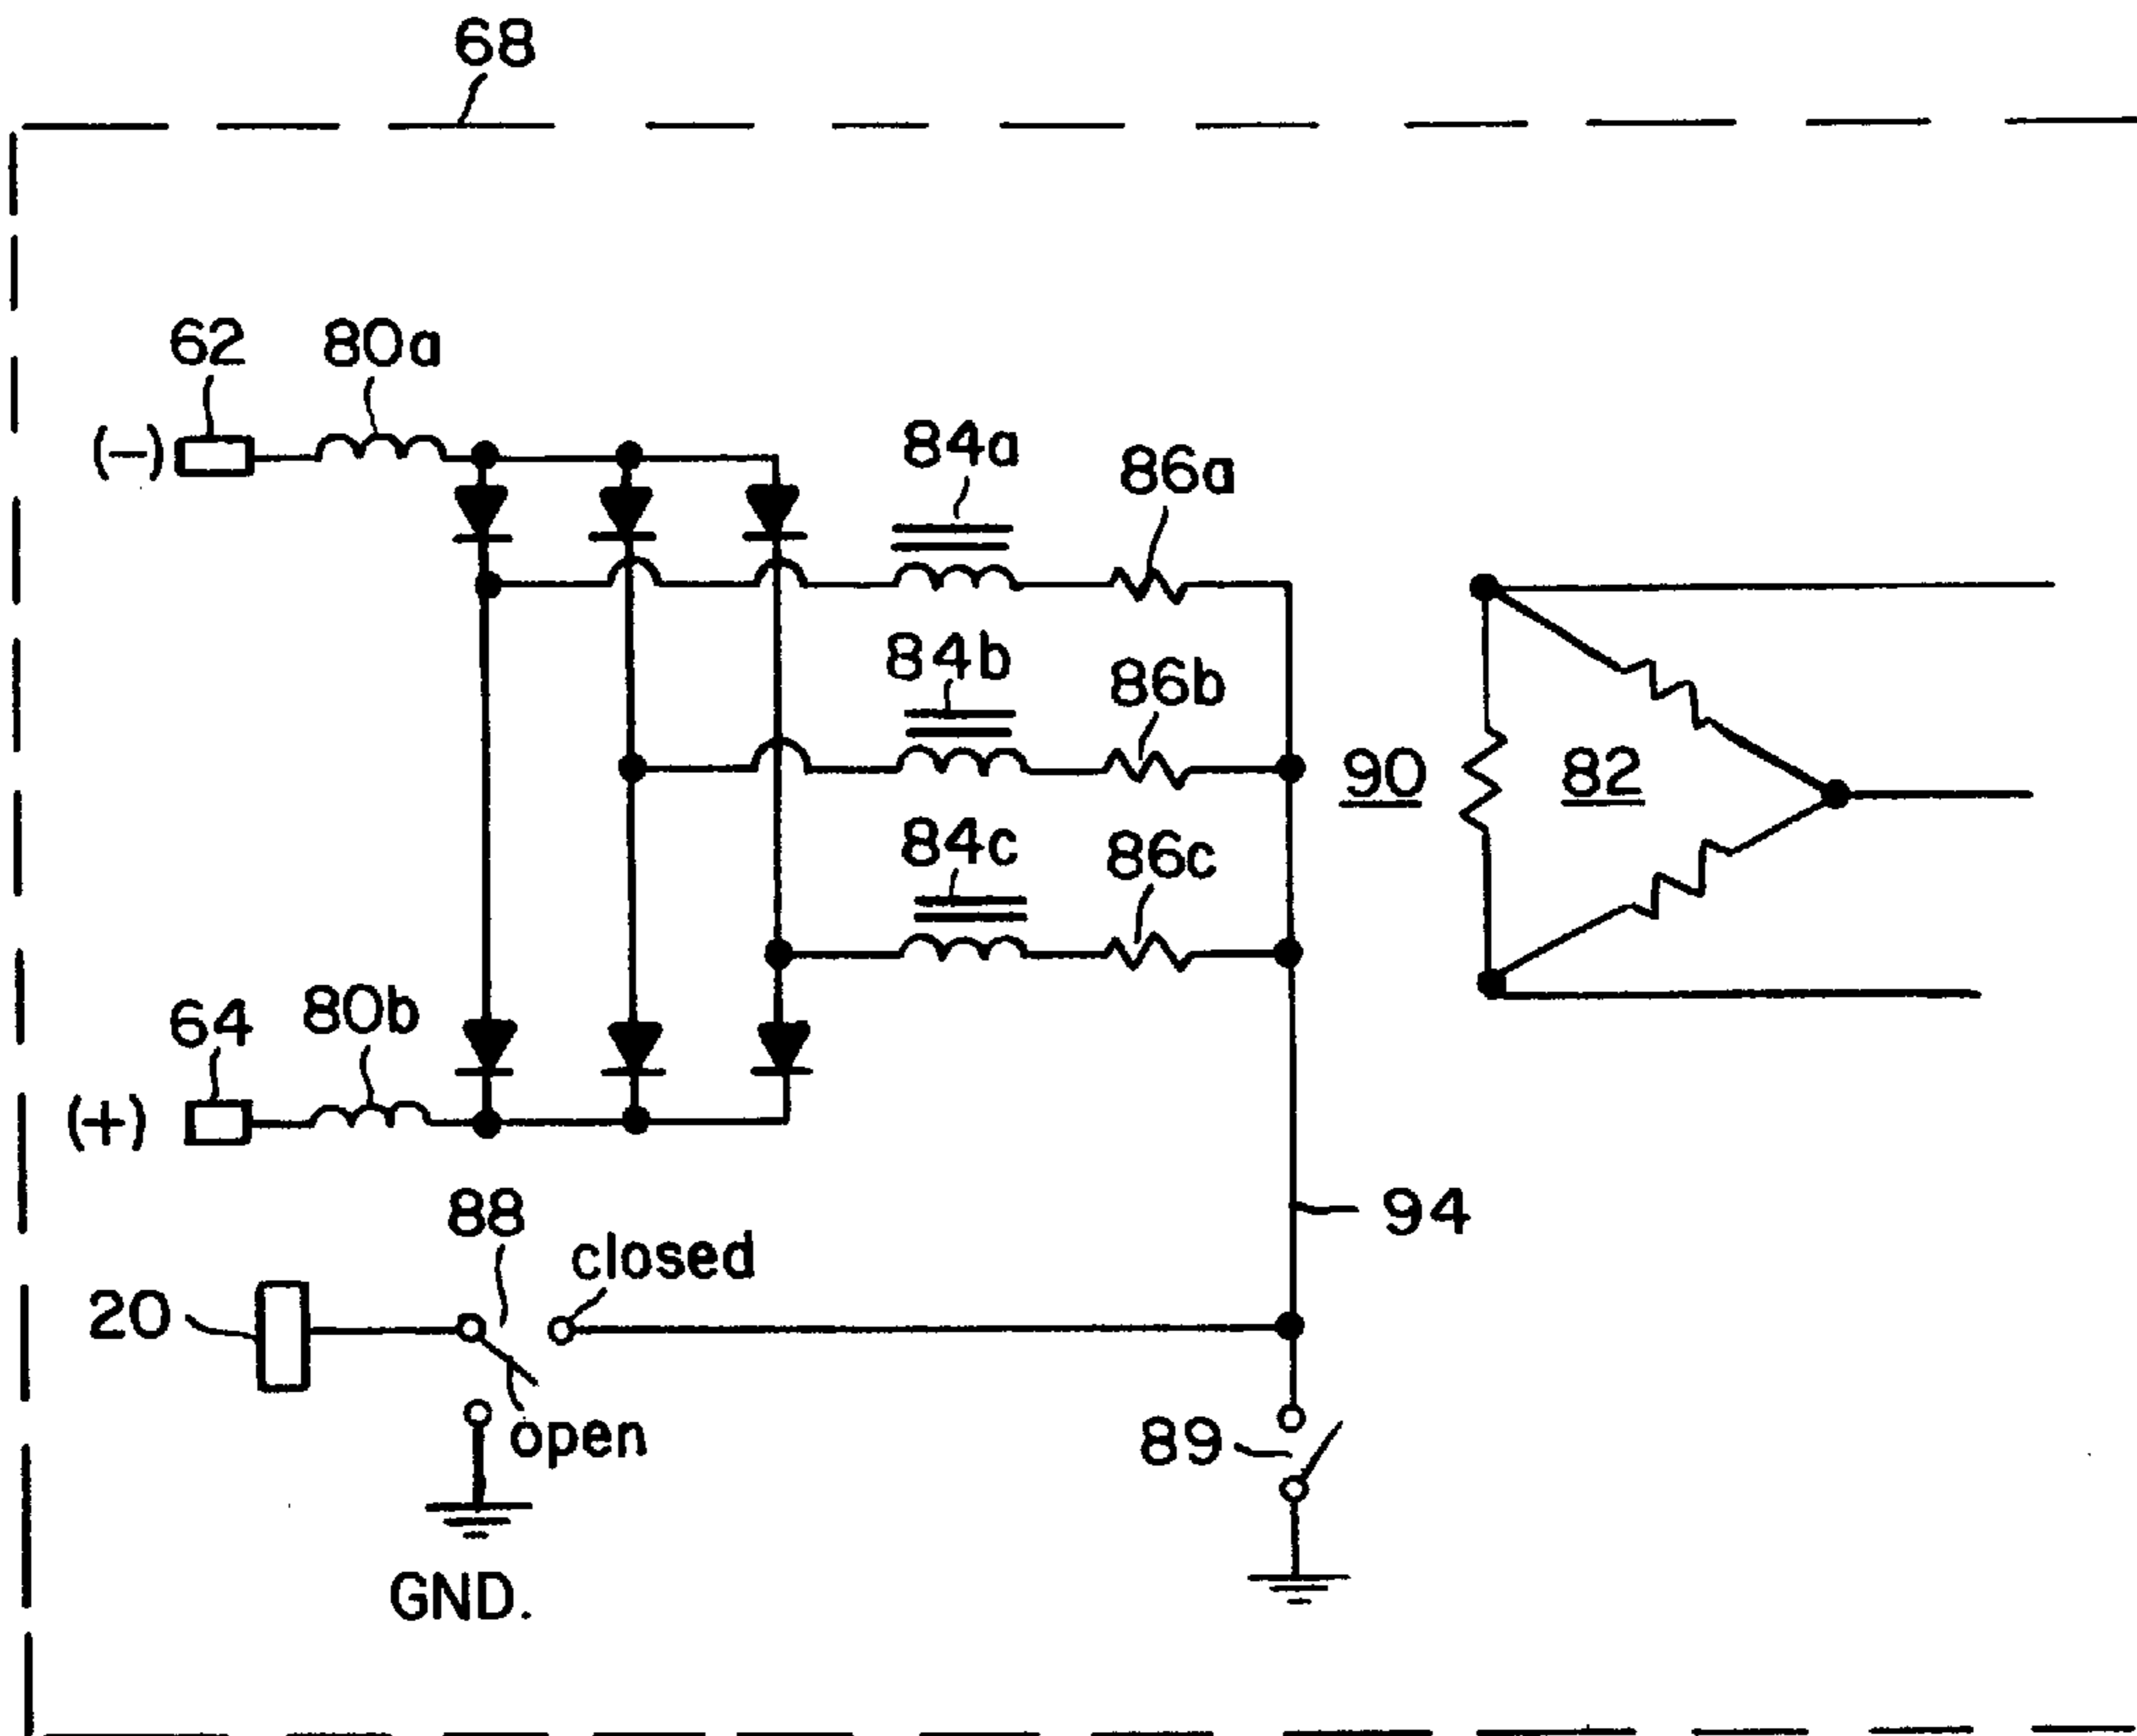 68
62
80a
84a
86a
(-)
84b
86b
90
82
84c
86c
64
80b
(+)
88
closed
94
20
open
89
GND.